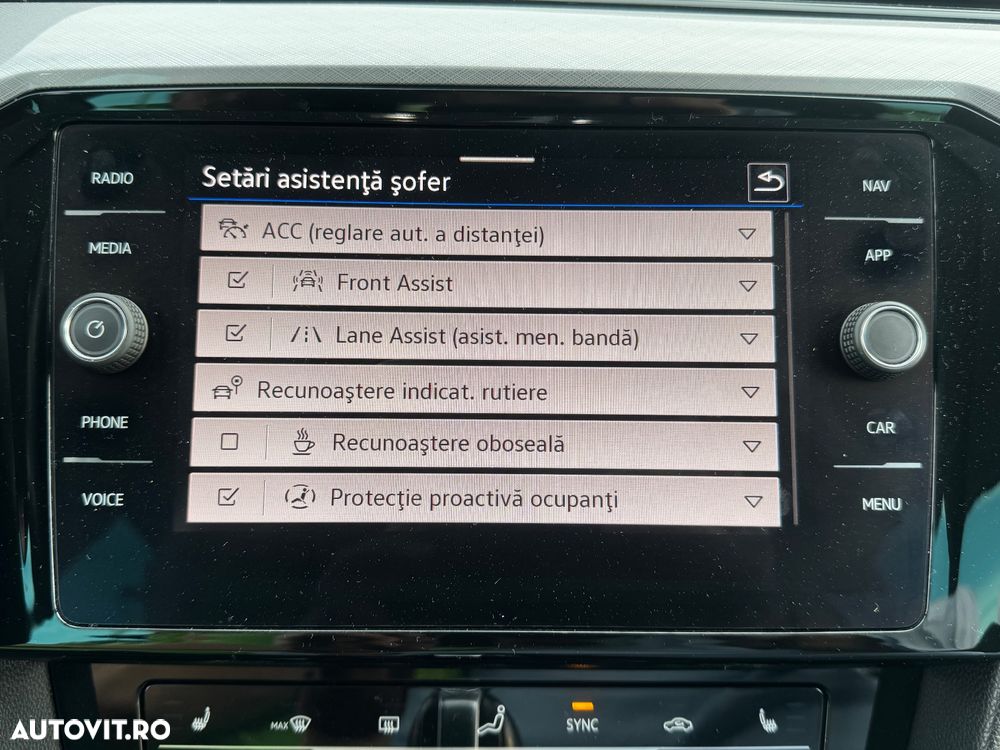 Setări asistenţă şofer
RADIO
MEDIA
PHONE
VOICE
ACC (reglare aut. a distanţei)
Front Assist
Lane Assist (asist. men. bandă)
Recunoaştere indicat. rutiere
Recunoaştere oboseală
Protecţie proactivă ocupanţi
NAV
APP
CAR
MENU
MAX
SYNC
AUTOVIT.RO